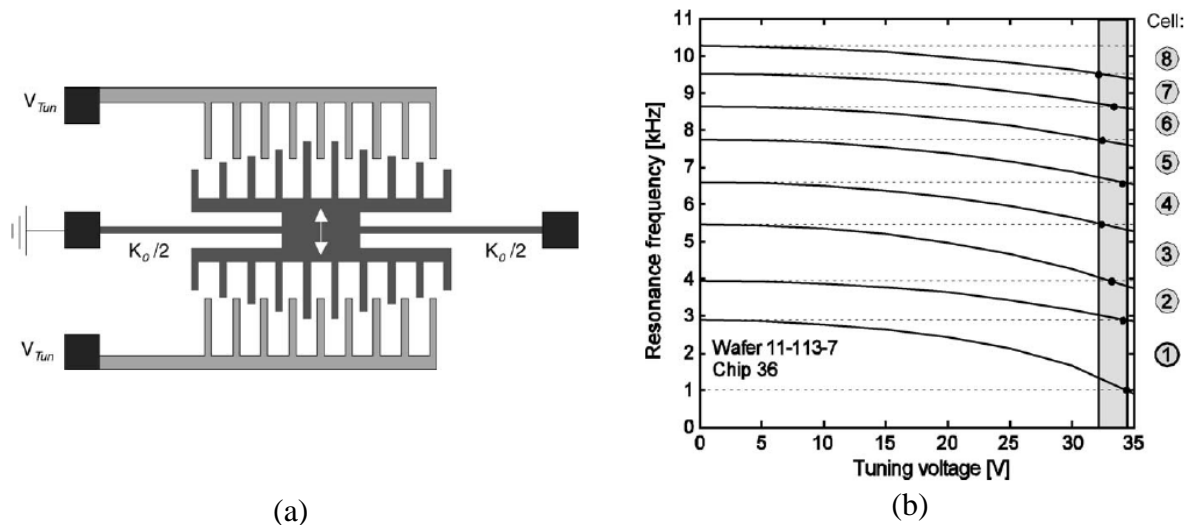 V_Tun
K_o/2
K_o/2
V_Tun
(a)
Resonance frequency [kHz]
11
10
9
8
7
6
5
4
3
2
1
0
Wafer 11-113-7
Chip 36
0 5 10 15 20 25 30 35
Tuning voltage [V]
Cell:
8
7
6
5
4
3
2
1
(b)